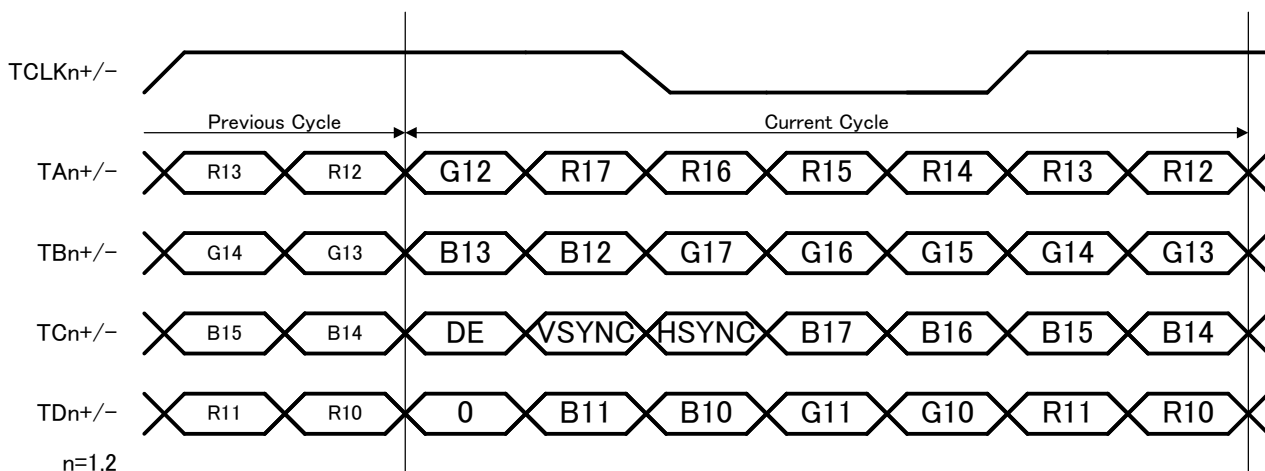 TCLKn+/-
Previous Cycle Current Cycle
TAn+/- R13 R12 G12 R17 R16 R15 R14 R13 R12
TBn+/- G14 G13 B13 B12 G17 G16 G15 G14 G13
TCn+/- B15 B14 DE VSYNC HSYNC B17 B16 B15 B14
TDn+/- R11 R10 0 B11 B10 G11 G10 R11 R10
n=1.2